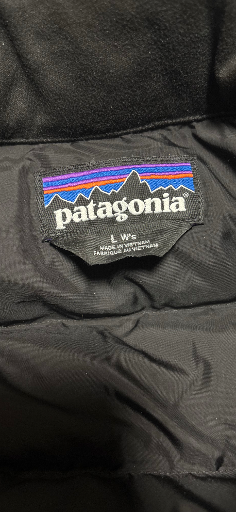 patagonia®
L W's
MADE IN VIETNAM
FABRIQUÉ AU VIETNAM